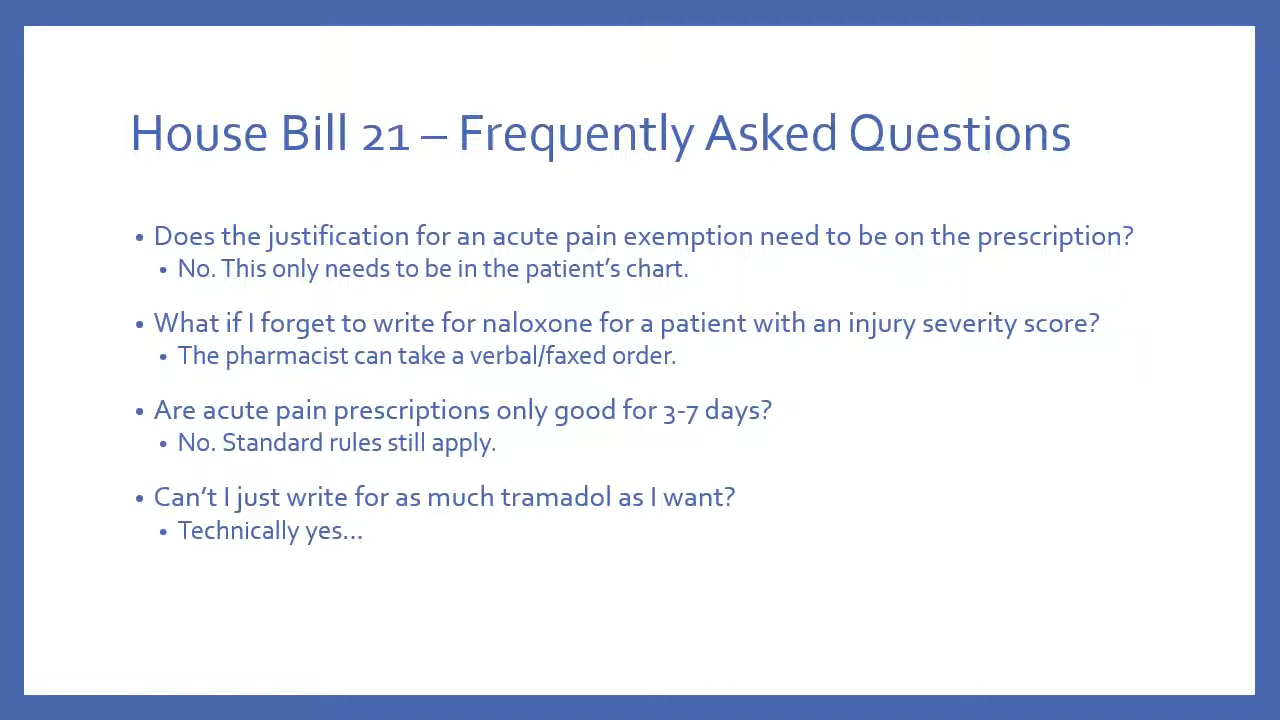 House Bill 21 – Frequently Asked Questions
• Does the justification for an acute pain exemption need to be on the prescription?
• No. This only needs to be in the patient’s chart.
• What if I forget to write for naloxone for a patient with an injury severity score?
• The pharmacist can take a verbal/faxed order.
• Are acute pain prescriptions only good for 3-7 days?
• No. Standard rules still apply.
• Can’t I just write for as much tramadol as I want?
• Technically yes…